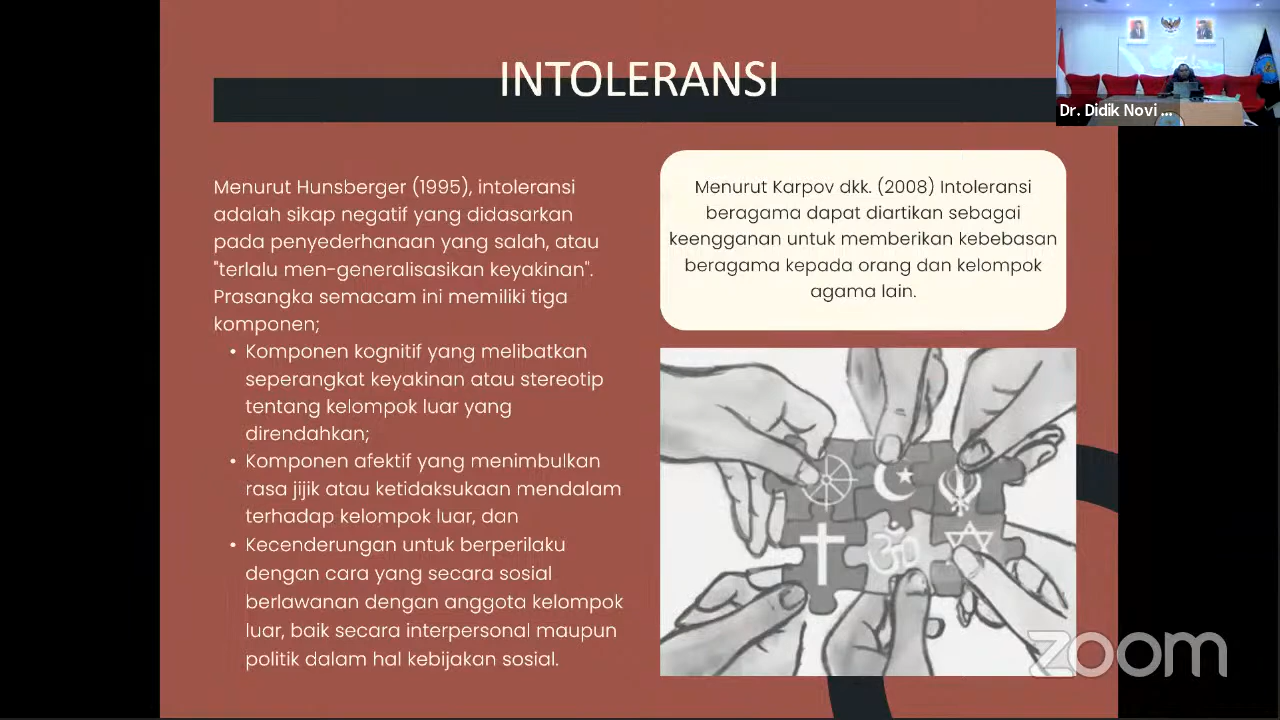 INTOLERANSI
Dr. Didik Novi ...
Menurut Hunsberger (1995), intoleransi
adalah sikap negatif yang didasarkan
pada penyederhanaan yang salah, atau
"terlalu men-generalisasikan keyakinan".
Prasangka semacam ini memiliki tiga
komponen;
• Komponen kognitif yang melibatkan
seperangkat keyakinan atau stereotip
tentang kelompok luar yang
direndahkan;
• Komponen afektif yang menimbulkan
rasa jijik atau ketidaksukaan mendalam
terhadap kelompok luar, dan
• Kecenderungan untuk berperilaku
dengan cara yang secara sosial
berlawanan dengan anggota kelompok
luar, baik secara interpersonal maupun
politik dalam hal kebijakan sosial.
Menurut Karpov dkk. (2008) Intoleransi
beragama dapat diartikan sebagai
keengganan untuk memberikan kebebasan
beragama kepada orang dan kelompok
agama lain.
zoom